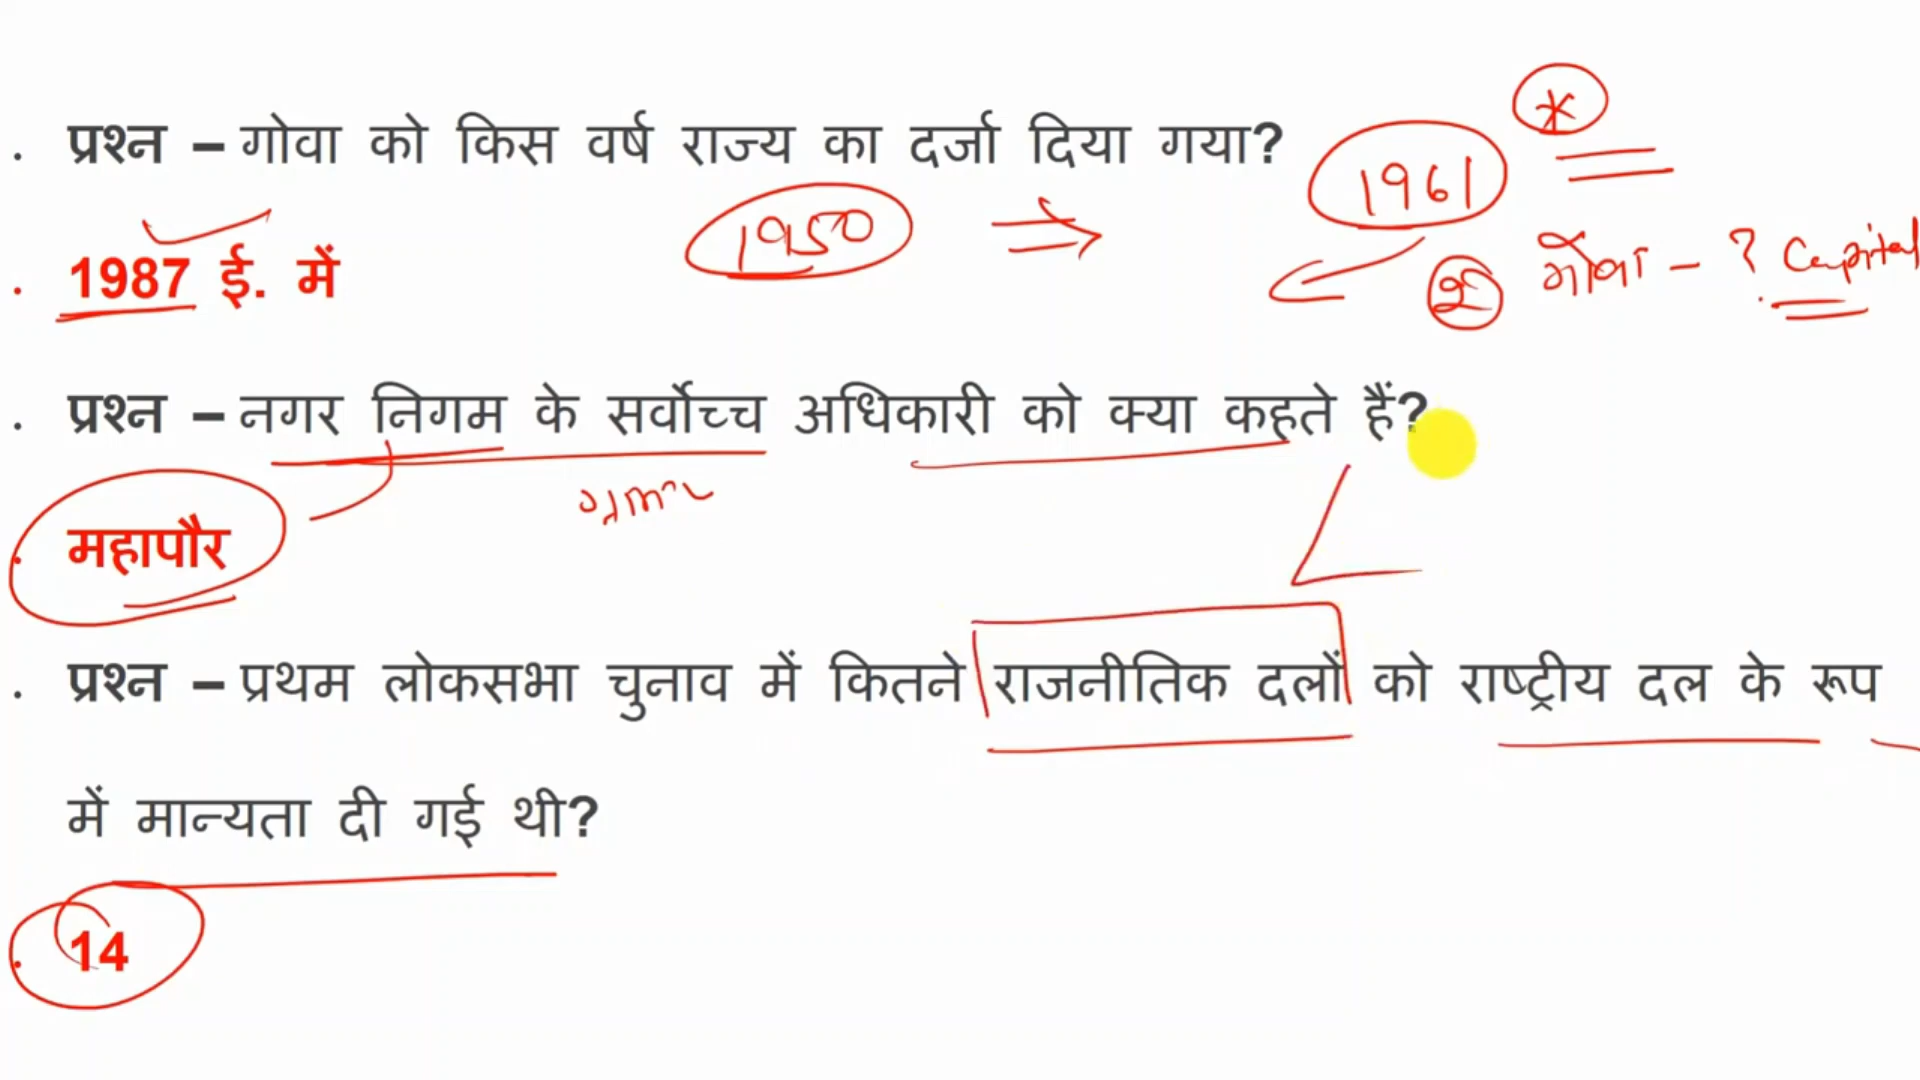 . प्रश्न – गोवा को किस वर्ष राज्य का दर्जा दिया गया?
*
1961
1950
. 1987 ई. में
गोवा – ? Capital
. प्रश्न – नगर निगम के सर्वोच्च अधिकारी को क्या कहते हैं?
. महापौर
. प्रश्न – प्रथम लोकसभा चुनाव में कितने राजनीतिक दलों को राष्ट्रीय दल के रूप
में मान्यता दी गई थी?
. 14